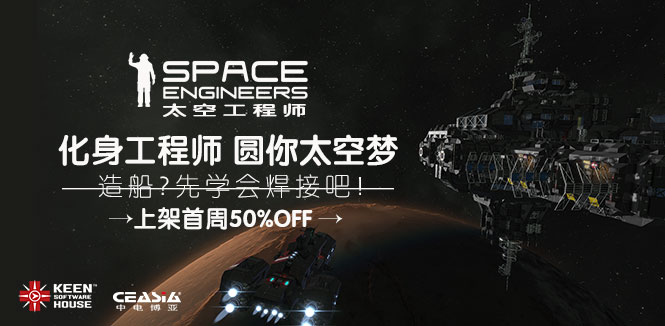 SPACE
ENGINEERS
太空工程师
化身工程师 圆你太空梦
造船?先学会焊接吧!
→上架首周50%OFF→
KEEN™
SOFTWARE
HOUSE
CEASIA
中电博亚